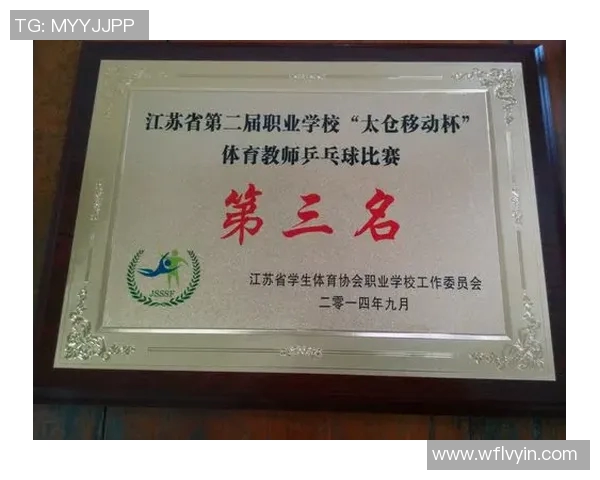 TG: MYYJJPP
江苏省第二届职业学校“太仓移动杯”
体育教师乒乓球比赛
第三名
JSSSF
江苏省学生体育协会职业学校工作委员会
二零一四年九月
www.wflvyin.com